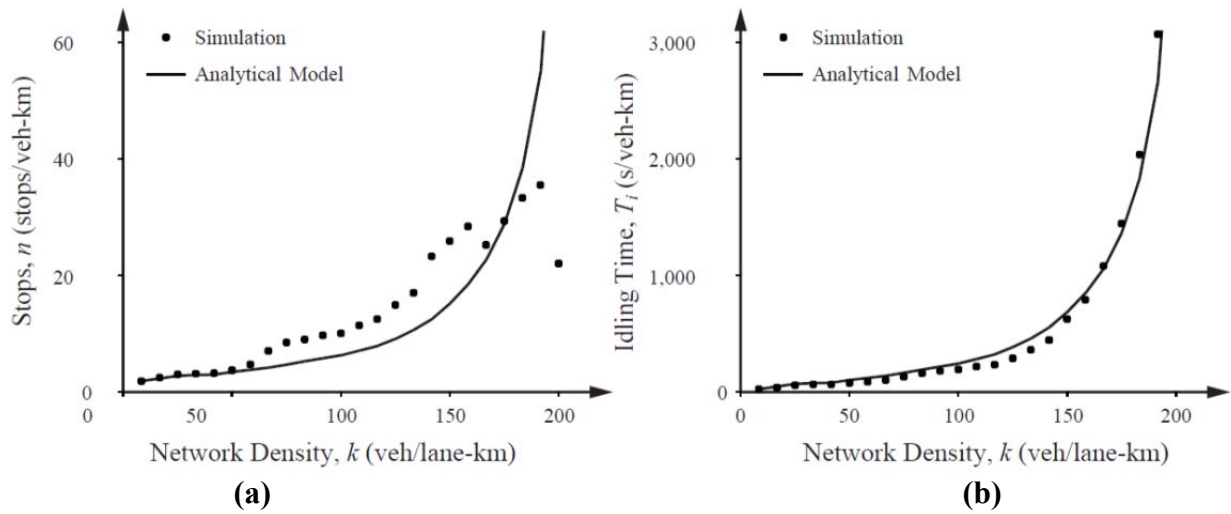 60
Simulation
Analytical Model
40
20
0
0
50
100
150
200
Stops, n (stops/veh-km)
Network Density, k (veh/lane-km)
(a)
3,000
Simulation
Analytical Model
2,000
1,000
0
0
50
100
150
200
Idling Time, Ti (s/veh-km)
Network Density, k (veh/lane-km)
(b)